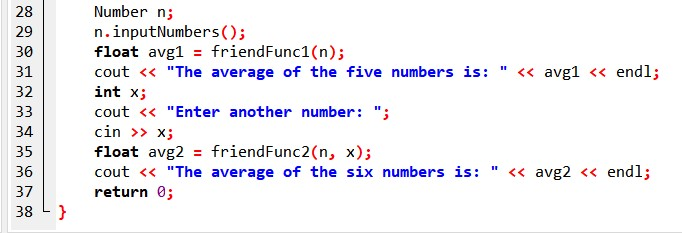 28 Number n;
29 n.inputNumbers();
30 float avg1 = friendFunc1(n);
31 cout << "The average of the five numbers is: " << avg1 << endl;
32 int x;
33 cout << "Enter another number: ";
34 cin >> x;
35 float avg2 = friendFunc2(n, x);
36 cout << "The average of the six numbers is: " << avg2 << endl;
37 return 0;
38 }